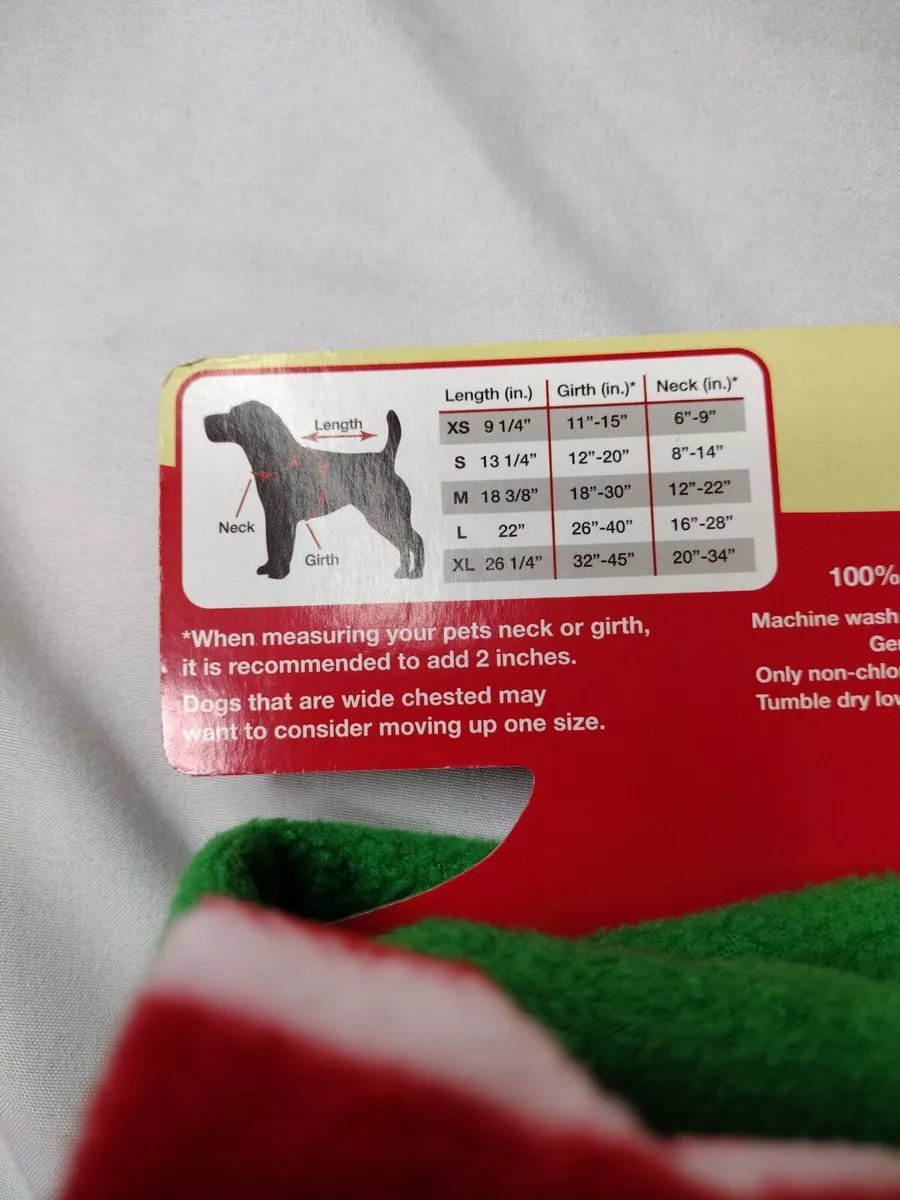 Length
Neck
Girth
Length (in.) Girth (in.)* Neck (in.)*
XS 9 1/4” 11”-15” 6”-9”
S 13 1/4” 12”-20” 8”-14”
M 18 3/8” 18”-30” 12”-22”
L 22” 26”-40” 16”-28”
XL 26 1/4” 32”-45” 20”-34”
*When measuring your pets neck or girth,
it is recommended to add 2 inches.
Dogs that are wide chested may
want to consider moving up one size.
100%
Machine wash
Only
Tumble dry